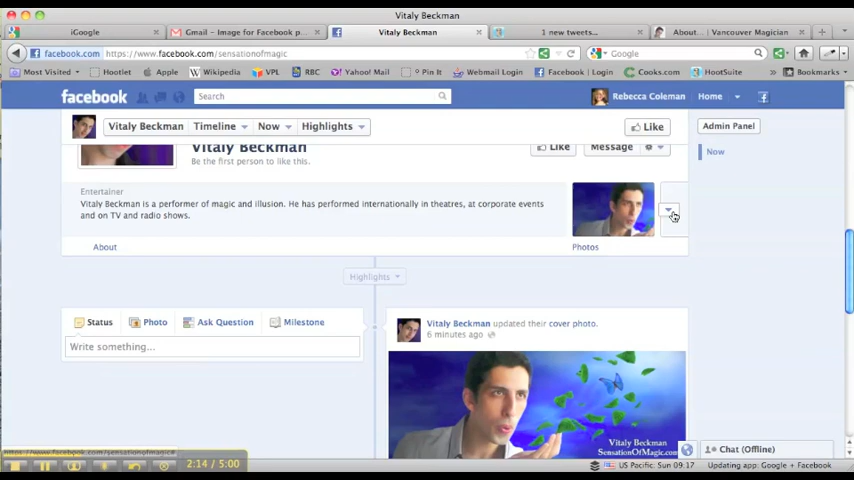 Vitaly Beckman
iGoogle
Gmail - Image for Facebook p...
Vitaly Beckman
1 new tweets...
About... | Vancouver Magician
facebook.com https://www.facebook.com/sensationofmagic
Google
Most Visited Hootlet Apple Wikipedia VPL RBC Yahoo! Mail 9 Pin It Webmail Login Facebook | Login Cooks.com HootSuite Bookmarks
facebook Search Rebecca Coleman Home
Vitaly Beckman Timeline Now Highlights Like Admin Panel
Now
Vitaly Beckman Like Message
Be the first person to like this.
Entertainer
Vitaly Beckman is a performer of magic and illusion. He has performed internationally in theatres, at corporate events
and on TV and radio shows.
About Photos
Highlights
Status Photo Ask Question Milestone
Write something...
Vitaly Beckman updated their cover photo.
6 minutes ago
Vitaly Beckman
SensationOfMagic.com
Chat (Offline)
https://www.facebook.com/sensationofmagic#
2:14 / 5:00
US Pacific: Sun 09:17 Updating app: Google + Facebook